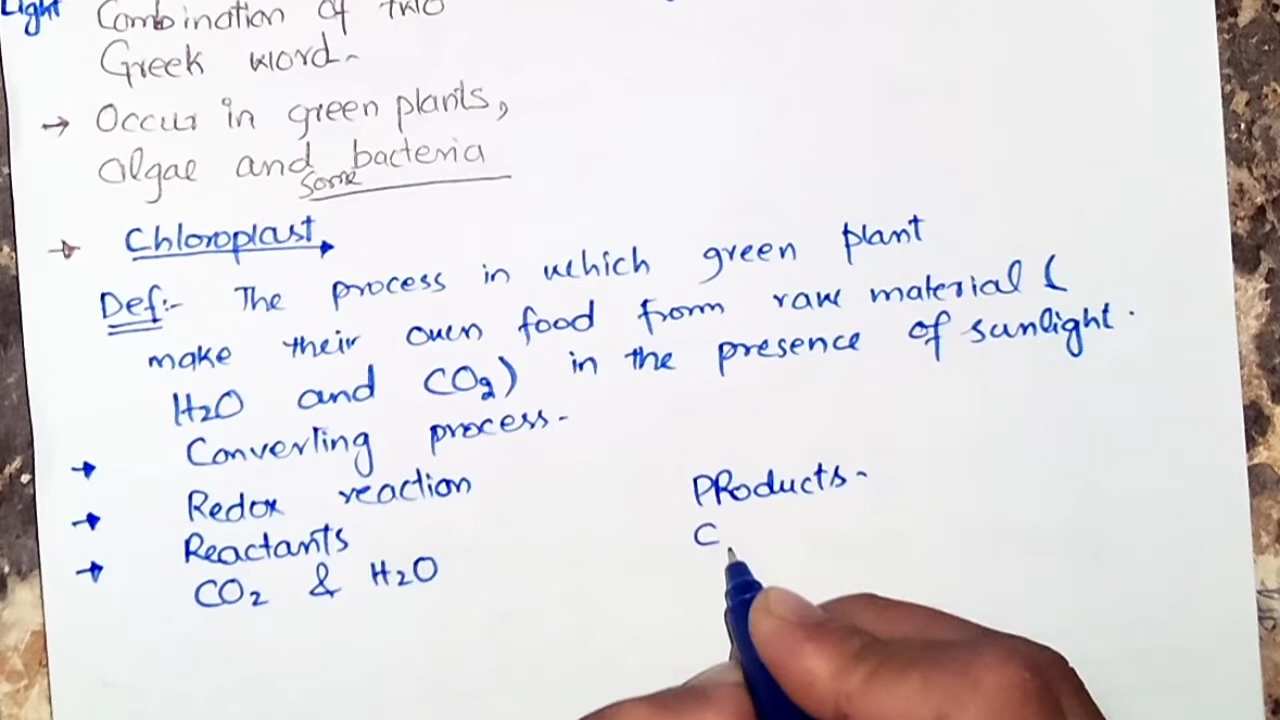 Light Combination of two
Greek word-
→ Occur in green plants,
algae and some bacteria
→ Chloroplast
Def:- The process in which green plant
make their own food from raw material (
H2O and CO2) in the presence of sunlight.
→ Converting process-
→ Redox reaction
→ Reactants PRoducts-
CO2 & H2O C